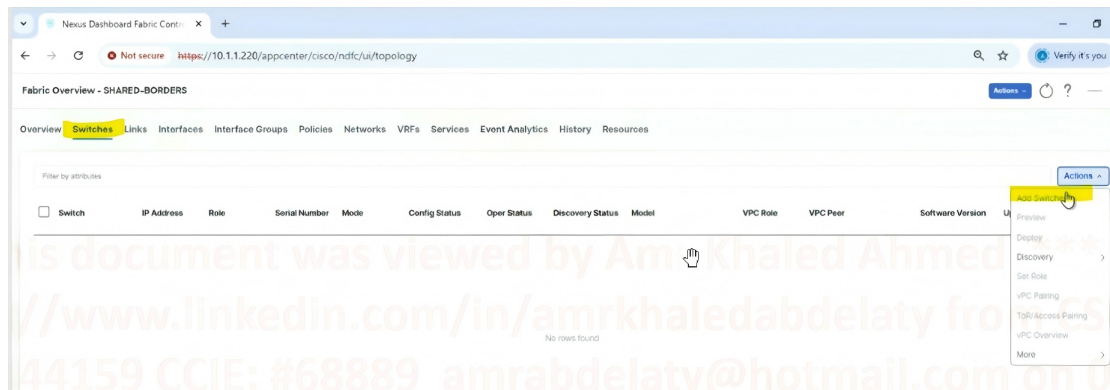 Nexus Dashboard Fabric Contr
Not secure https://10.1.1.220/appcenter/cisco/ndfc/ui/topology Verify it's you
Fabric Overview - SHARED-BORDERS Actions
Overview Switches Links Interfaces Interface Groups Policies Networks VRFs Services Event Analytics History Resources
Filter by attributes Actions
Switch IP Address Role Serial Number Mode Config Status Oper Status Discovery Status Model VPC Role VPC Peer Software Version
Add Switches
Preview
Deploy
Discovery
Set Role
vPC Pairing
ToR/Access Pairing
vPC Overview
More
No rows found
is document was viewed by Amr Khaled Ahmed ***
//www.linkedin.com/in/amrkhaledabdelaty
44159 CCIE: #68889 amrabdelaty@hotmail.com on